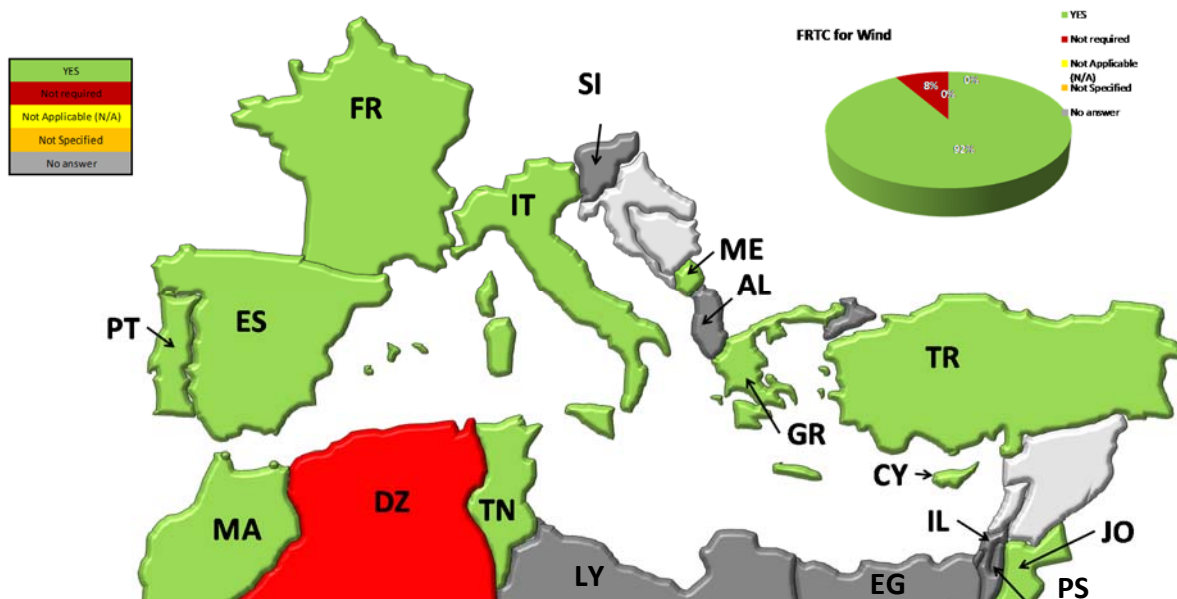 YES
Not required
Not Applicable (N/A)
Not Specified
No answer
FRTC for Wind
YES
Not required
Not Applicable
(N/A)
Not Specified
No answer
8%
0%
0%
92%
SI
FR
IT
ME
AL
PT
ES
TR
GR
CY
MA
DZ
TN
IL
JO
LY
EG
PS